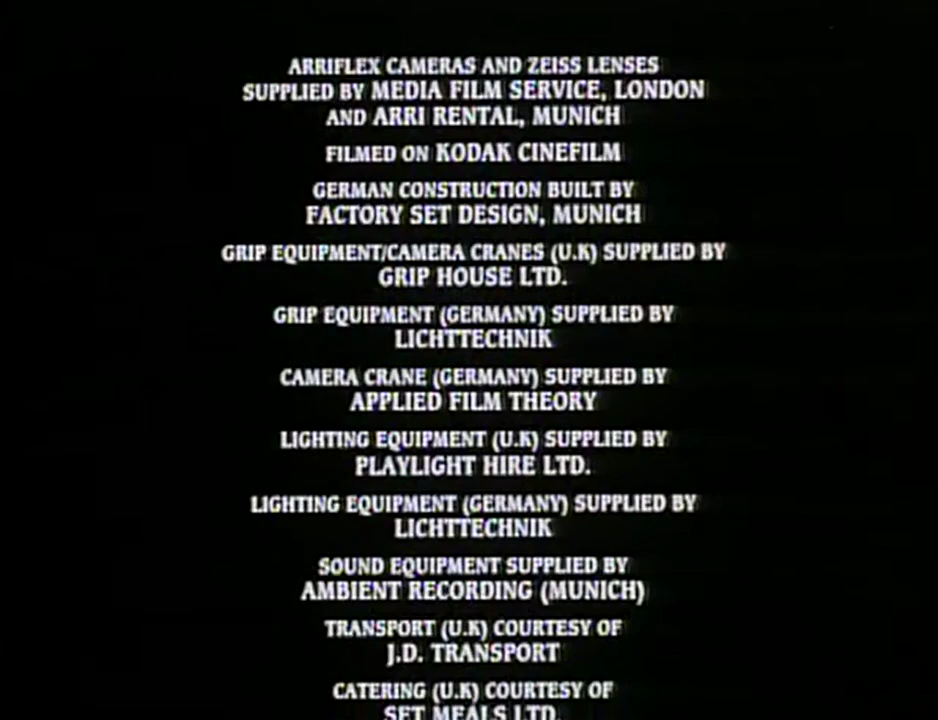 ARRIFLEX CAMERAS AND ZEISS LENSES
SUPPLIED BY MEDIA FILM SERVICE, LONDON
AND ARRI RENTAL, MUNICH
FILMED ON KODAK CINEFILM
GERMAN CONSTRUCTION BUILT BY
FACTORY SET DESIGN, MUNICH
GRIP EQUIPMENT/CAMERA CRANES (U.K) SUPPLIED BY
GRIP HOUSE LTD.
GRIP EQUIPMENT (GERMANY) SUPPLIED BY
LICHTTECHNIK
CAMERA CRANE (GERMANY) SUPPLIED BY
APPLIED FILM THEORY
LIGHTING EQUIPMENT (U.K) SUPPLIED BY
PLAYLIGHT HIRE LTD.
LIGHTING EQUIPMENT (GERMANY) SUPPLIED BY
LICHTTECHNIK
SOUND EQUIPMENT SUPPLIED BY
AMBIENT RECORDING (MUNICH)
TRANSPORT (U.K) COURTESY OF
J.D. TRANSPORT
CATERING (U.K) COURTESY OF
SET MEALS LTD.